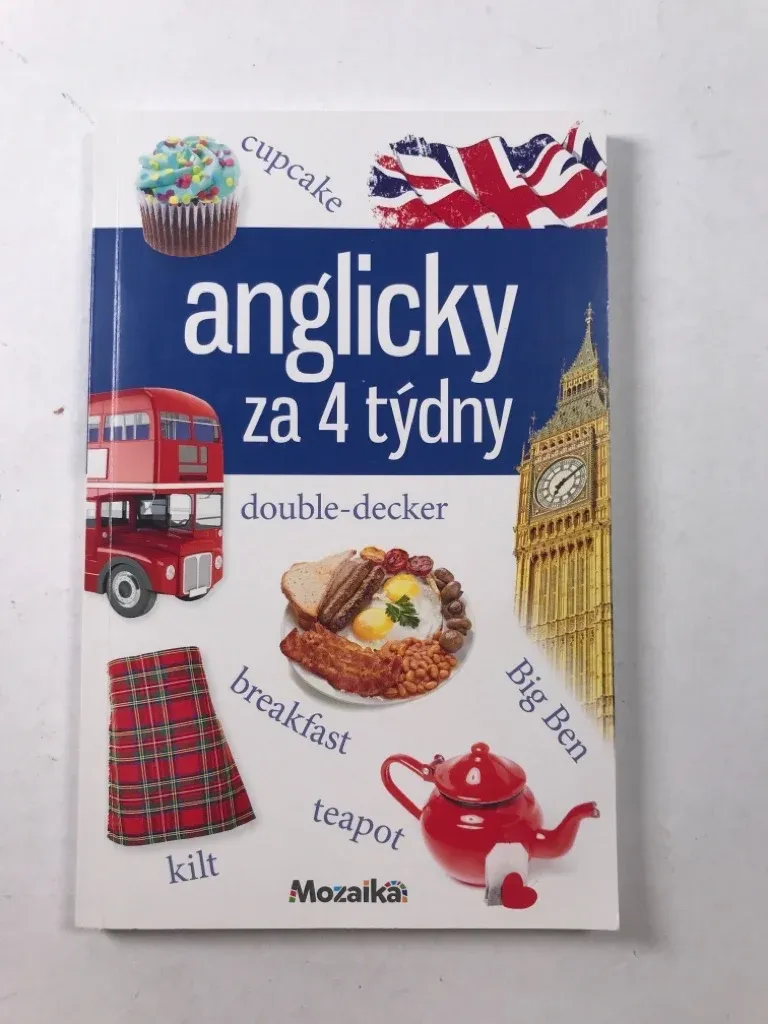 cupcake
anglicky
za 4 týdny
double-decker
breakfast
Big Ben
teapot
kilt
Mozaika